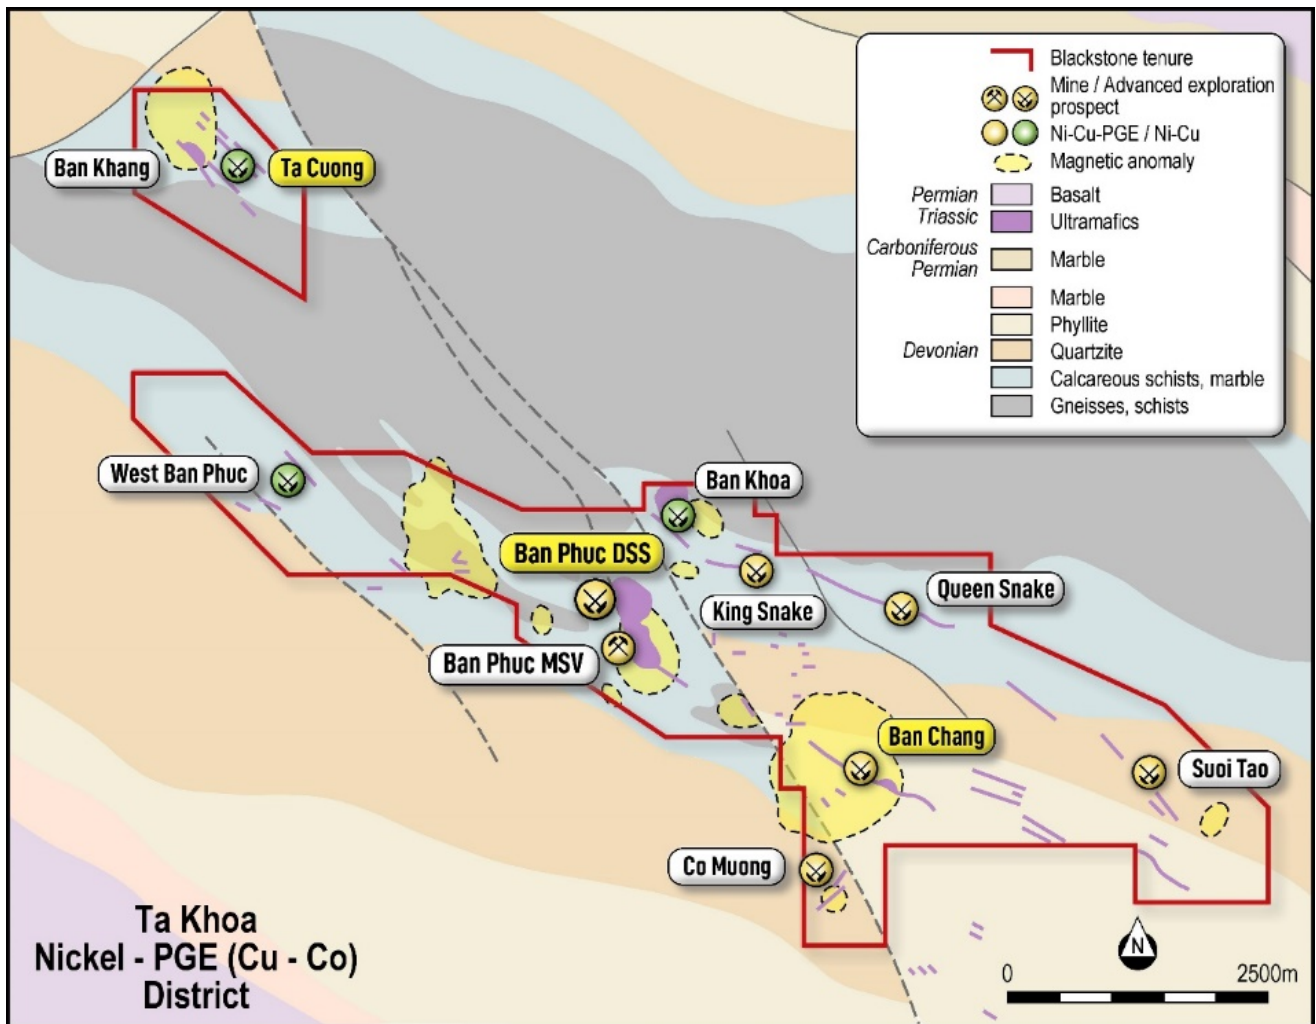 Blackstone tenure
Mine / Advanced exploration
prospect
Ni-Cu-PGE / Ni-Cu
Magnetic anomaly
Permian
Triassic
Basalt
Ultramafics
Carboniferous
Permian
Marble
Marble
Phyllite
Devonian
Quartzite
Calcareous schists, marble
Gneisses, schists
Ban Khang
Ta Cuong
West Ban Phuc
Ban Khoa
Ban Phuc DSS
King Snake
Queen Snake
Ban Phuc MSV
Ban Chang
Suoi Tao
Co Muong
Ta Khoa
Nickel - PGE (Cu - Co)
District
N
0 2500m